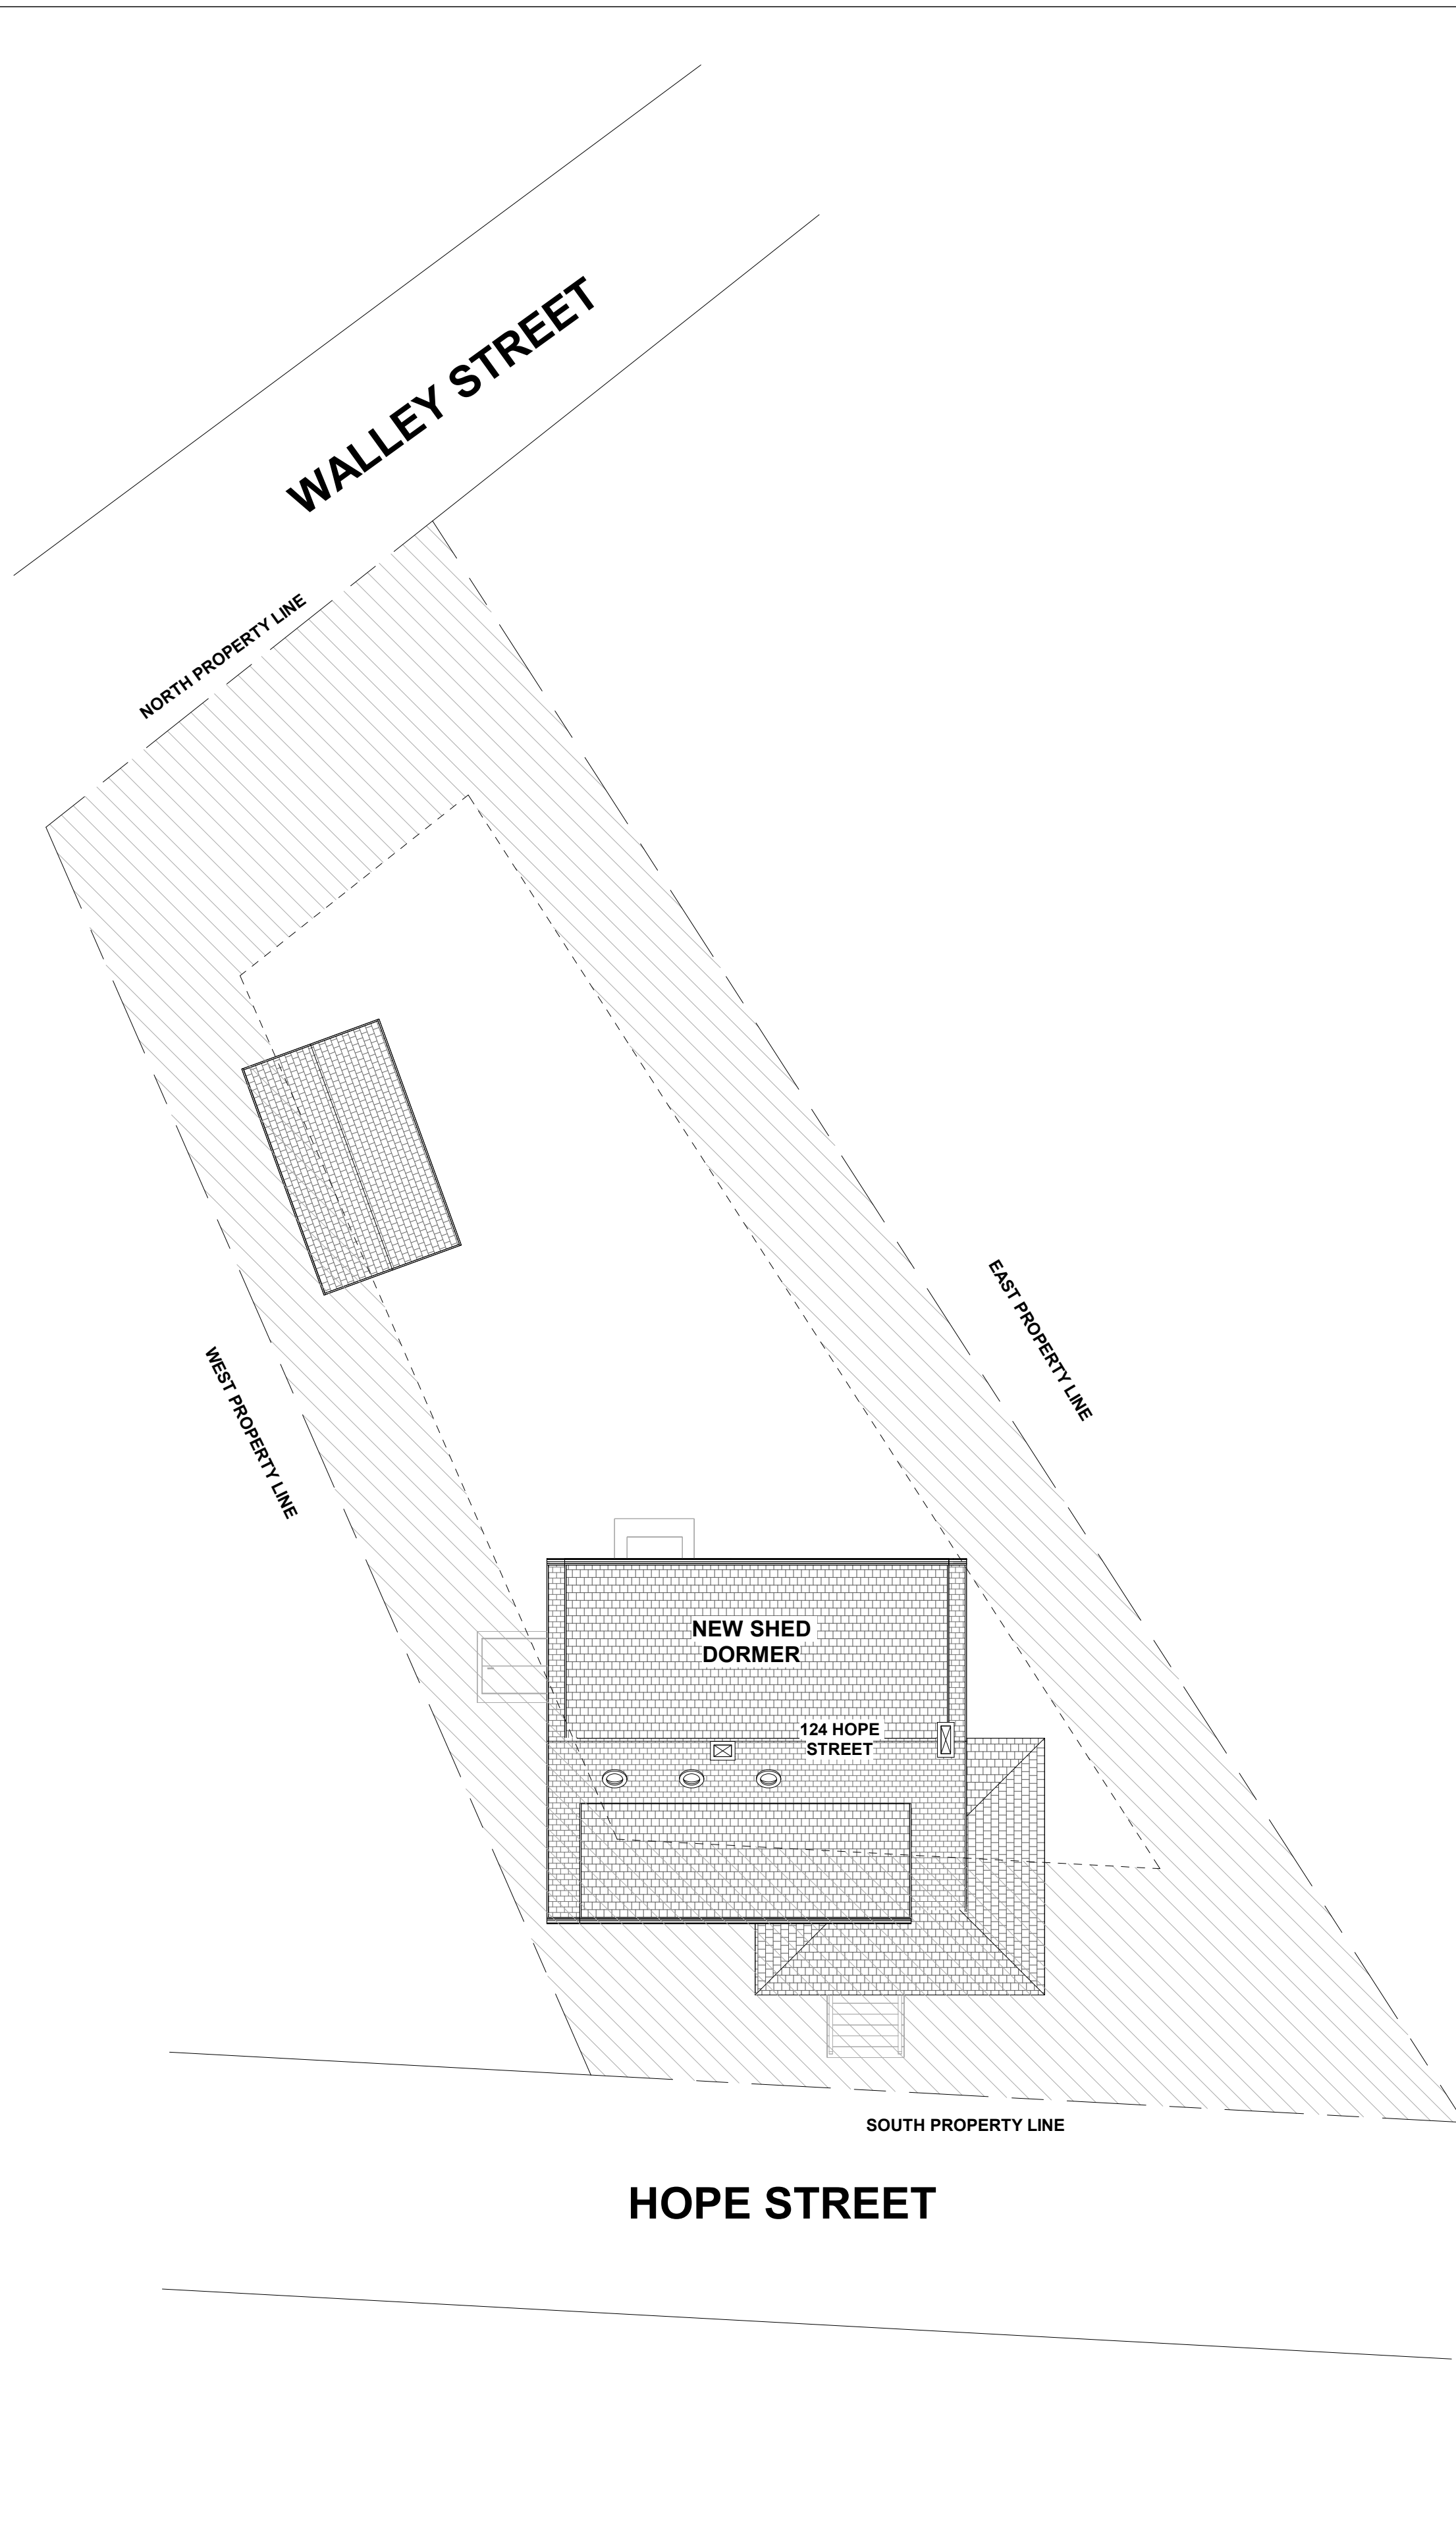 WALLEY STREET
NORTH PROPERTY LINE
EAST PROPERTY LINE
WEST PROPERTY LINE
NEW SHED
DORMER
124 HOPE
STREET
SOUTH PROPERTY LINE
HOPE STREET